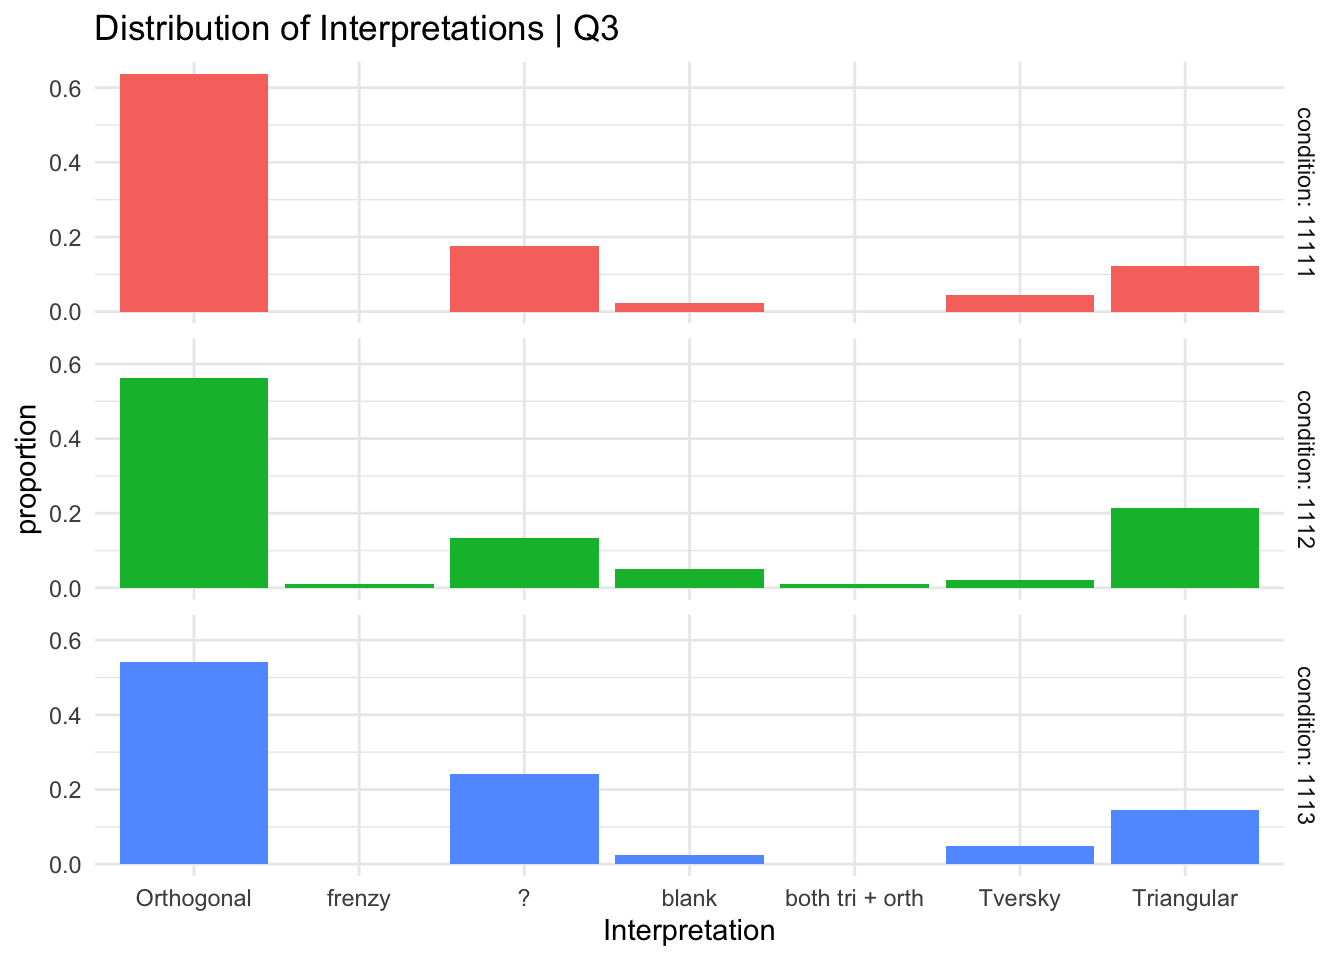 Distribution of Interpretations | Q3
proportion
0.6
0.4
0.2
0.0
condition: 11111
0.6
0.4
0.2
0.0
condition: 1112
0.6
0.4
0.2
0.0
condition: 1113
Orthogonal frenzy ? blank both tri + orth Tversky Triangular
Interpretation